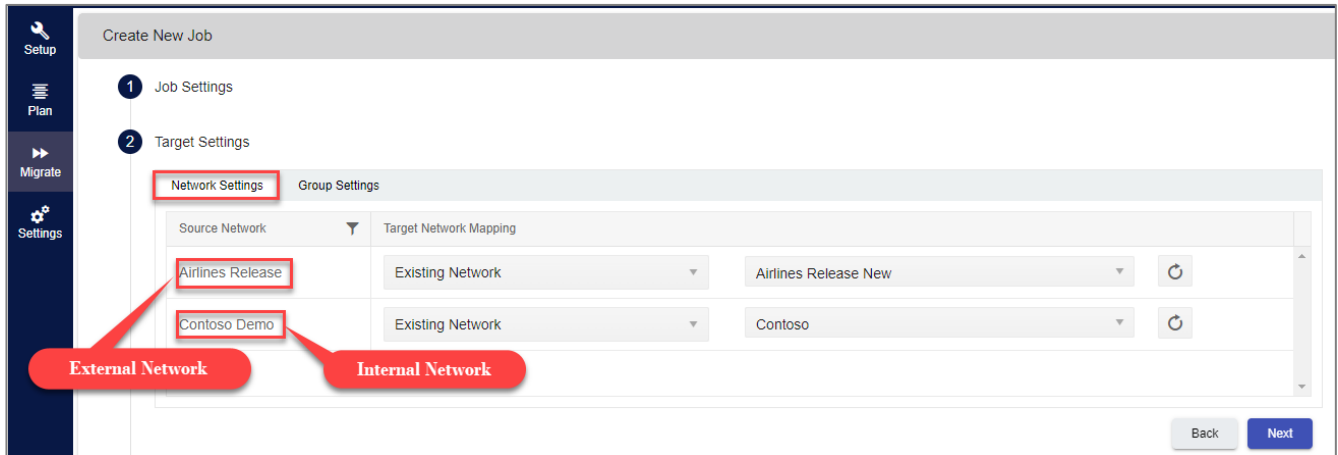 Setup
Plan
Migrate
Settings
Create New Job
1 Job Settings
2 Target Settings
Network Settings Group Settings
Source Network Target Network Mapping
Airlines Release Existing Network Airlines Release New
Contoso Demo Existing Network Contoso
External Network Internal Network
Back Next